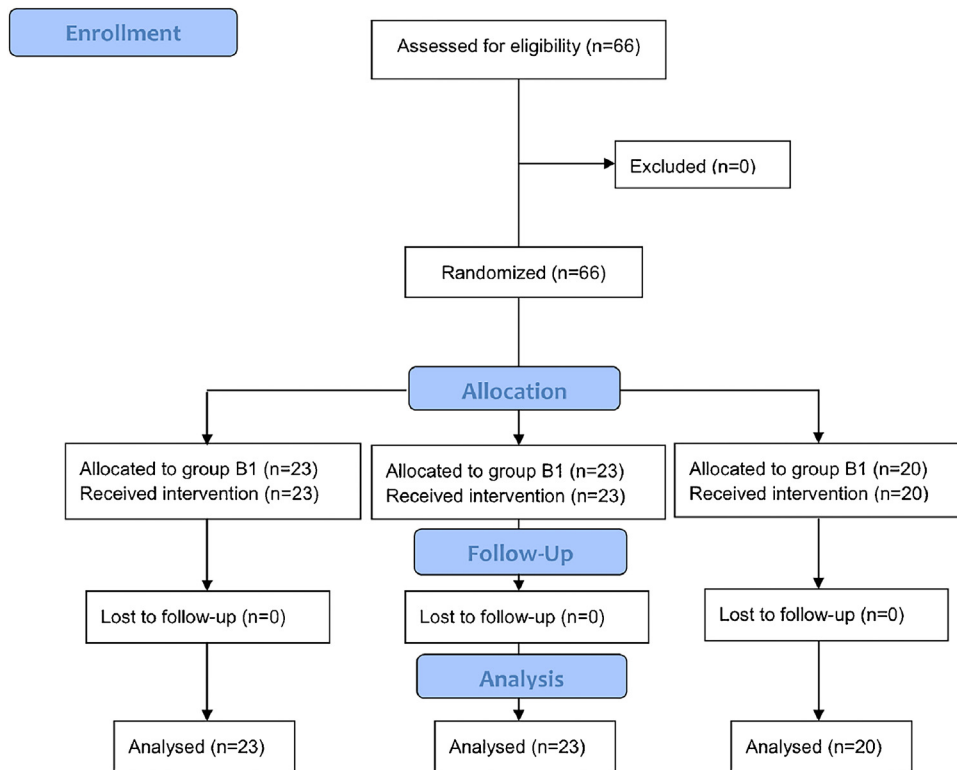 Enrollment
Assessed for eligibility (n=66)
Excluded (n=0)
Randomized (n=66)
Allocation
Allocated to group B1 (n=23)
Received intervention (n=23)
Allocated to group B1 (n=23)
Received intervention (n=23)
Allocated to group B1 (n=20)
Received intervention (n=20)
Follow-Up
Lost to follow-up (n=0)
Lost to follow-up (n=0)
Lost to follow-up (n=0)
Analysis
Analysed (n=23)
Analysed (n=23)
Analysed (n=20)